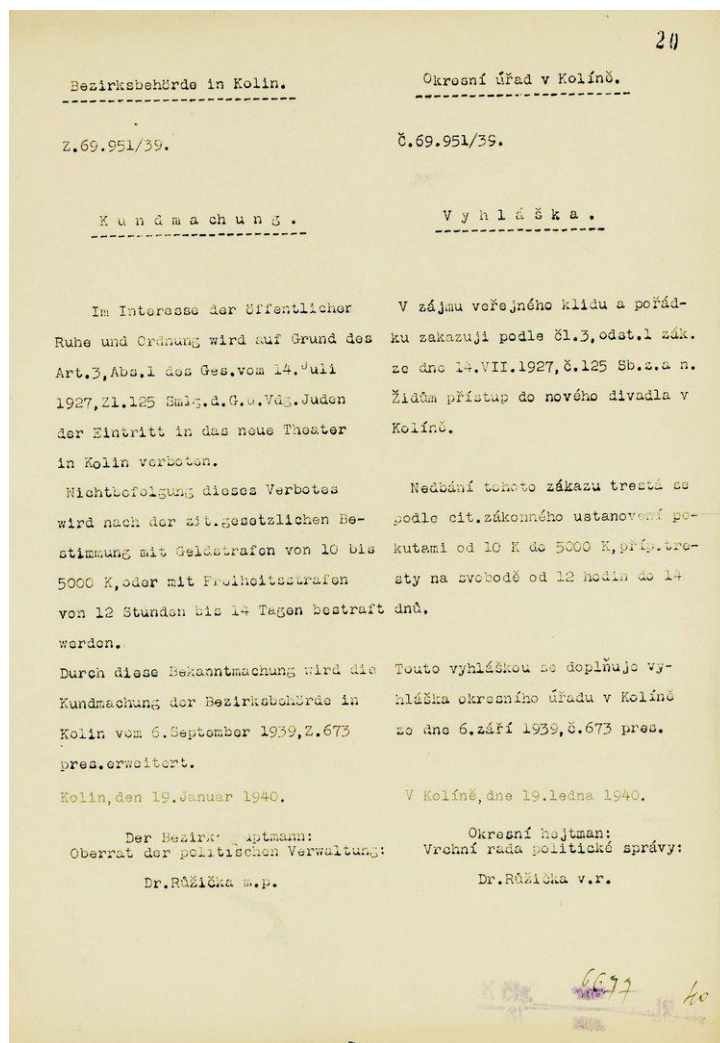 20
Bezirksbehörde in Kolin.
Z.69.951/39.
Kundmachung.
Im Interesse der öffentlicher
Ruhe und Ordnung wird auf Grund des
Art.3,Abs.1 des Ges.vom 14.Juli
1927,Zl.125 Smlg.d.G.u.Vdg.Juden
der Eintritt in das neue Theater
in Kolin verboten.
Nichtbefolgung dieses Verbotes
wird nach der zit.gesetzlichen Be-
stimmung mit Geldstrafen von 10 bis
5000 K,oder mit Freiheitsstrafen
von 12 Stunden bis 14 Tagen bestraft
werden.
Durch diese Bekanntmachung wird die
Kundmachung der Bezirksbehörde in
Kolin vom 6.September 1939,Z.673
pres.erweitert.
Kolin,den 19.Januar 1940.
Der
Oberrat der politischen Verwaltung:
Dr.Růžička m.p.
Okresní úřad v Kolíně.
Č.69.951/39.
Vyhláška.
V zájmu veřejného klidu a pořád-
ku zakazuji podle čl.3,odst.1 zák.
ze dne 14.VII.1927,č.125 Sb.z.a n.
Židům přístup do nového divadla v
Kolíně.
Nedbání tohoto zákazu trestá se
podle cit.zákonného ustanovení po-
kutami od 10 K do 5000 K,příp.tre-
sty na svobodě od 12 hodin do 14
dnů.
Touto vyhláškou se doplňuje vy-
hláška okresního úřadu v Kolíně
ze dne 6.září 1939,č.673 pres.
V Kolíně,dne 19.ledna 1940.
Okresní hejtman:
Vrchní rada politické správy:
Dr.Růžička v.r.
K čís. 6677
40